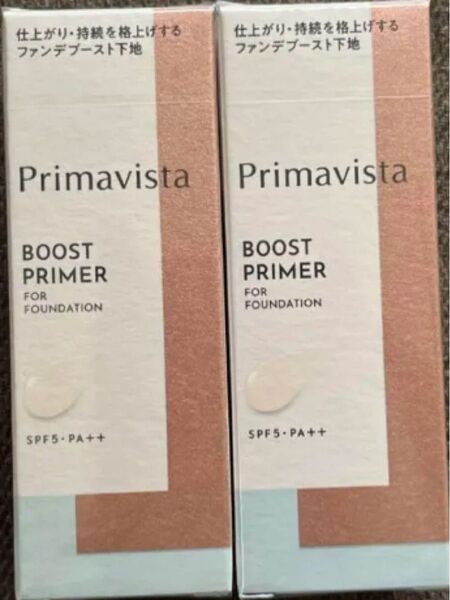 仕上がり・持続を格上げする
ファンデブースト下地
Primavista
BOOST
PRIMER
FOR
FOUNDATION
SPF5・PA++
仕上がり・持続を格上げする
ファンデブースト下地
Primavista
BOOST
PRIMER
FOR
FOUNDATION
SPF5・PA++